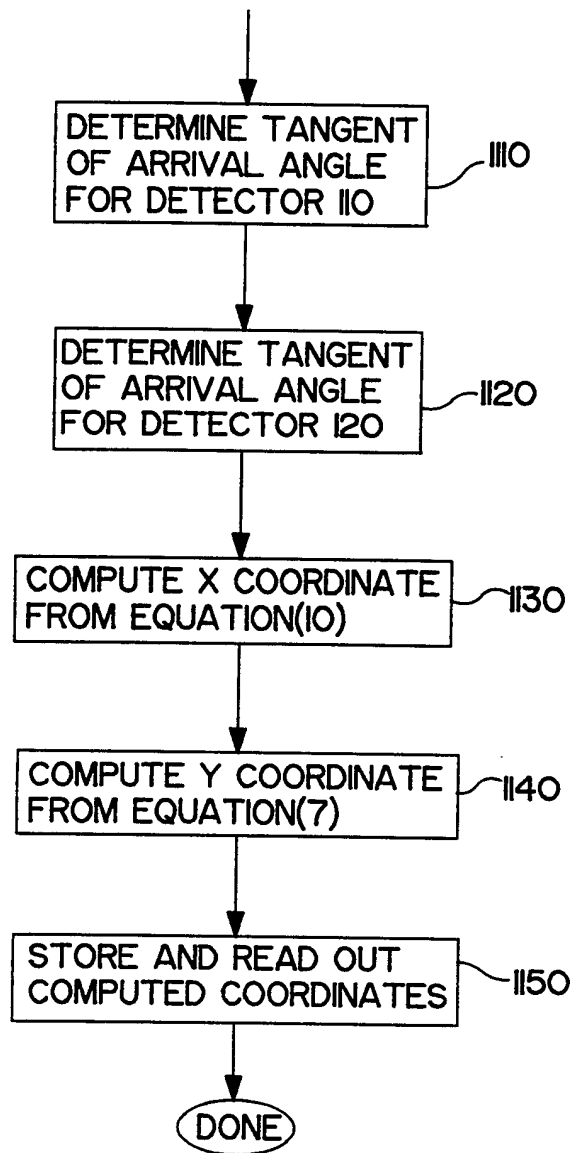 DETERMINE TANGENT
OF ARRIVAL ANGLE
FOR DETECTOR 110
1110
DETERMINE TANGENT
OF ARRIVAL ANGLE
FOR DETECTOR 120
1120
COMPUTE X COORDINATE
FROM EQUATION(10)
1130
COMPUTE Y COORDINATE
FROM EQUATION(7)
1140
STORE AND READ OUT
COMPUTED COORDINATES
1150
DONE